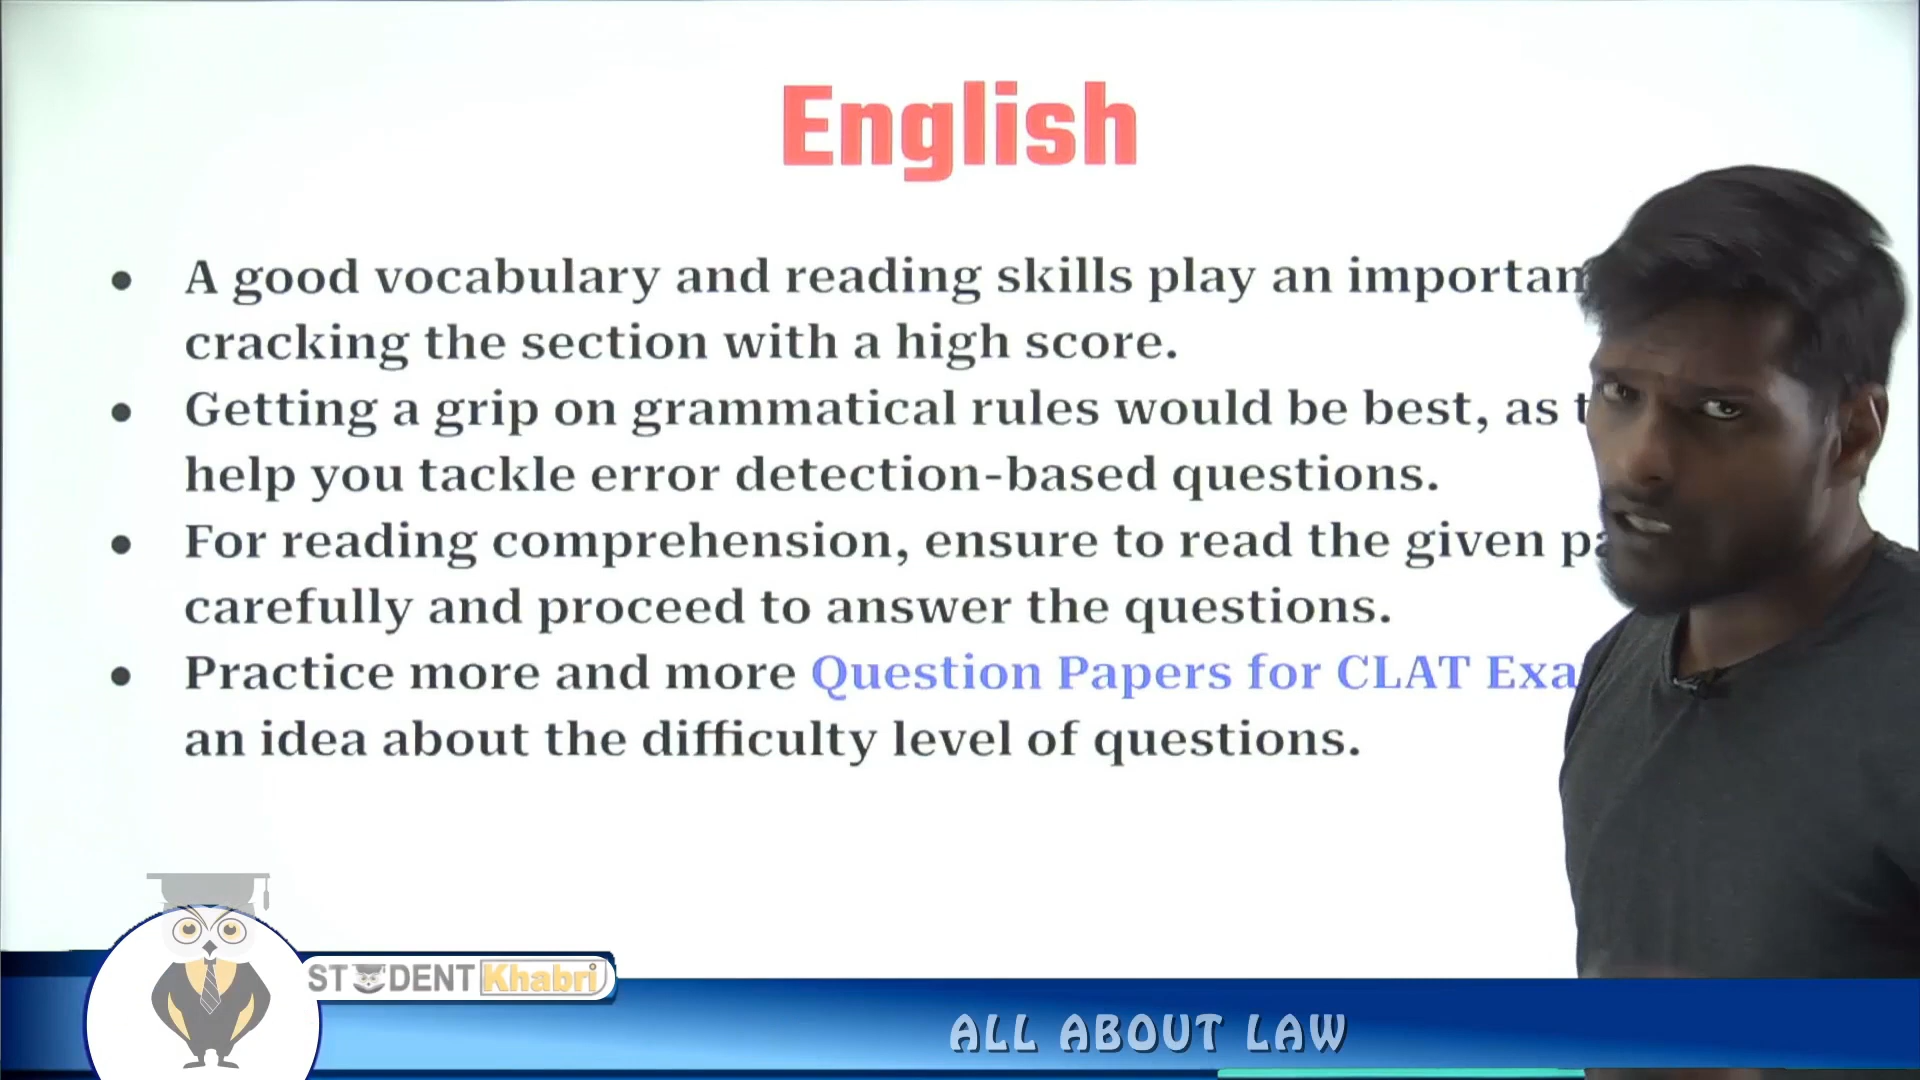 English
• A good vocabulary and reading skills play an
cracking the section with a high score.
• Getting a grip on grammatical rules would be best, as
help you tackle error detection-based questions.
• For reading comprehension, ensure to read the given
carefully and proceed to answer the questions.
• Practice more and more Question Papers for CLAT
an idea about the difficulty level of questions.
STUDENT Khabri
ALL ABOUT LAW